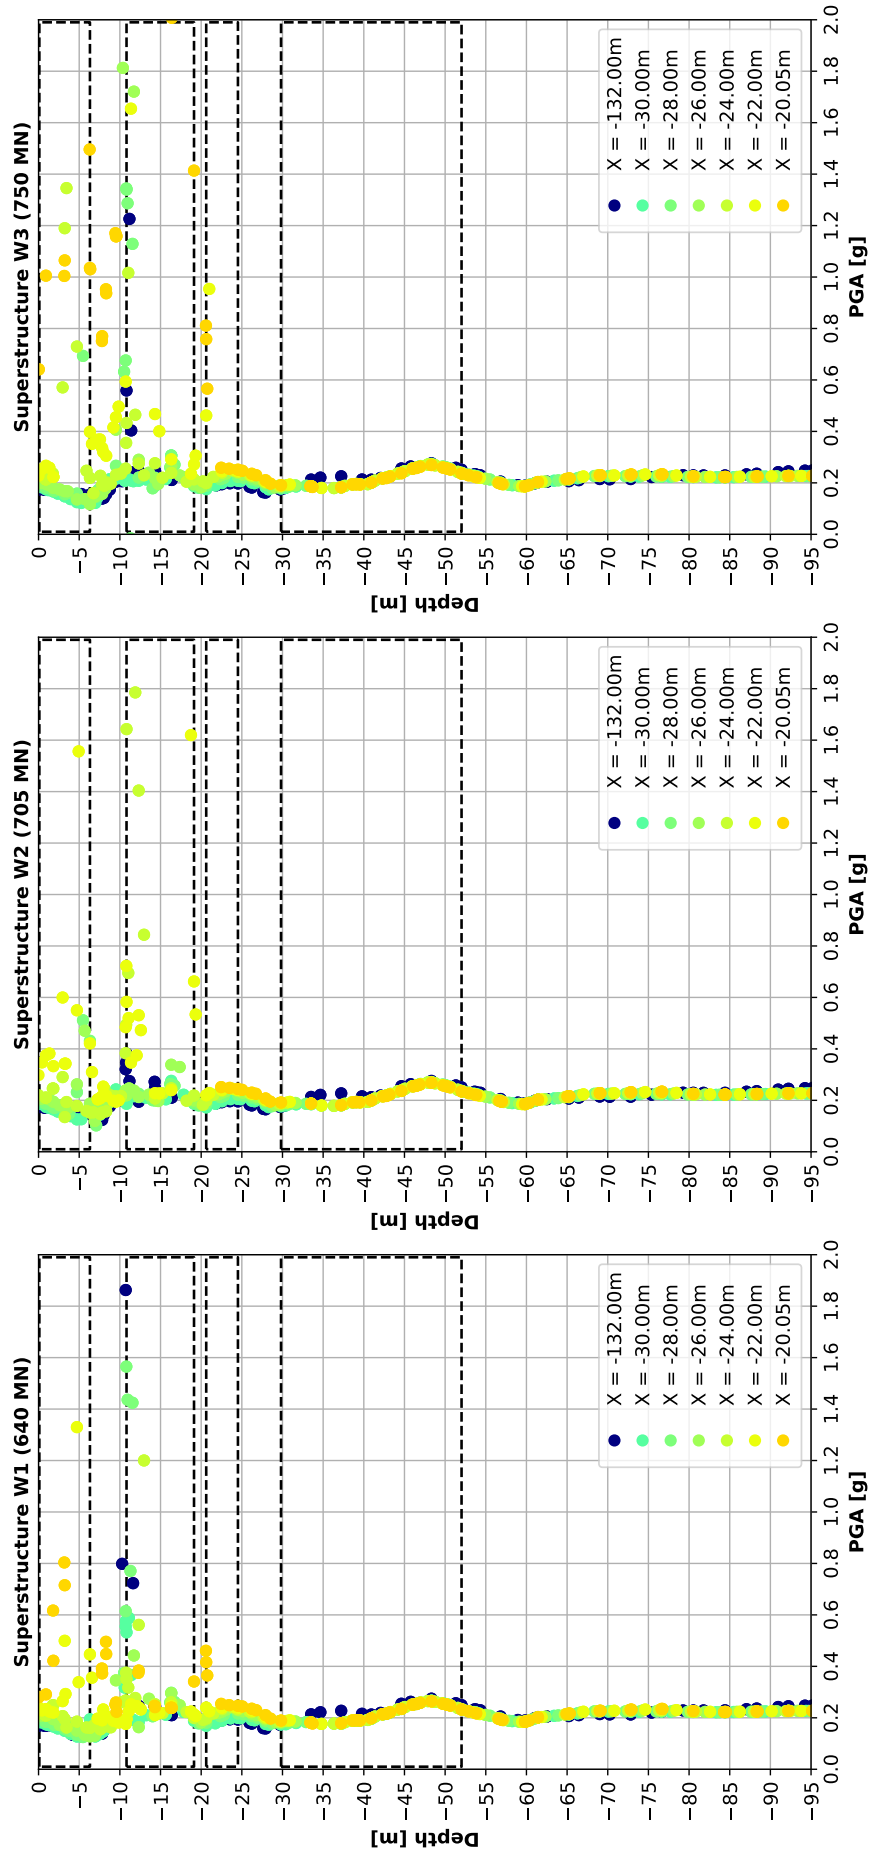 Superstructure W1 (640 MN)
0
−5
−10
−15
−20
−25
−30
−35
−40
−45
−50
−55
−60
−65
−70
−75
−80
−85
−90
−95
Depth [m]
X = -132.00m
X = -30.00m
X = -28.00m
X = -26.00m
X = -24.00m
X = -22.00m
X = -20.05m
0.0 0.2 0.4 0.6 0.8 1.0 1.2 1.4 1.6 1.8 2.0
PGA [g]
Superstructure W2 (705 MN)
0
−5
−10
−15
−20
−25
−30
−35
−40
−45
−50
−55
−60
−65
−70
−75
−80
−85
−90
−95
Depth [m]
X = -132.00m
X = -30.00m
X = -28.00m
X = -26.00m
X = -24.00m
X = -22.00m
X = -20.05m
0.0 0.2 0.4 0.6 0.8 1.0 1.2 1.4 1.6 1.8 2.0
PGA [g]
Superstructure W3 (750 MN)
0
−5
−10
−15
−20
−25
−30
−35
−40
−45
−50
−55
−60
−65
−70
−75
−80
−85
−90
−95
Depth [m]
X = -132.00m
X = -30.00m
X = -28.00m
X = -26.00m
X = -24.00m
X = -22.00m
X = -20.05m
0.0 0.2 0.4 0.6 0.8 1.0 1.2 1.4 1.6 1.8 2.0
PGA [g]